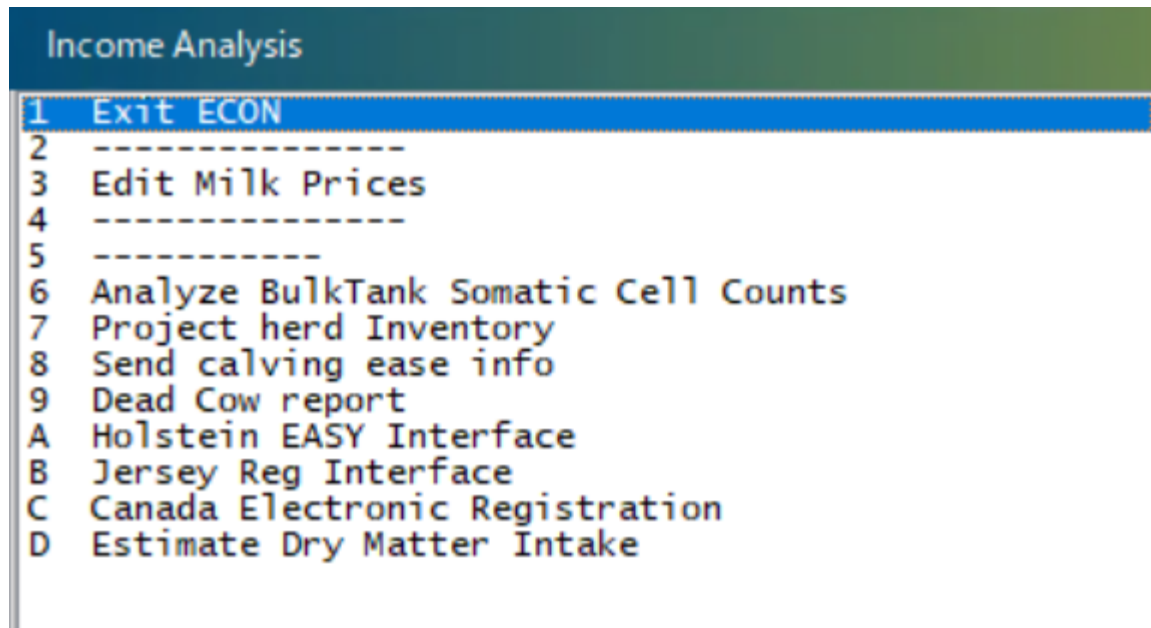 Income Analysis
1 Exit ECON
2 ---------------
3 Edit Milk Prices
4 ---------------
5 -----------
6 Analyze BulkTank Somatic Cell Counts
7 Project herd Inventory
8 Send calving ease info
9 Dead Cow report
A Holstein EASY Interface
B Jersey Reg Interface
C Canada Electronic Registration
D Estimate Dry Matter Intake